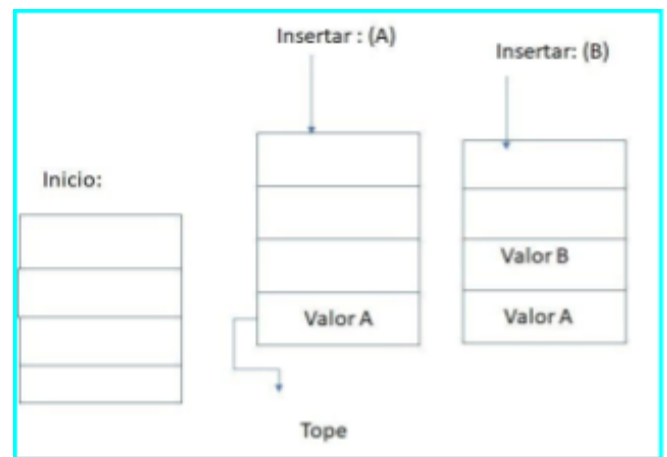 Insertar : (A)
Insertar: (B)
Inicio:
Valor B
Valor A
Valor A
Tope